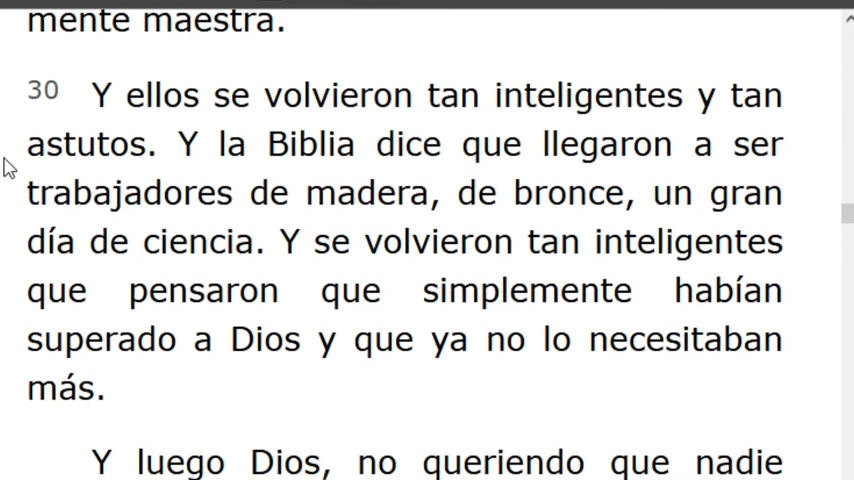 mente maestra.
30 Y ellos se volvieron tan inteligentes y tan
astutos. Y la Biblia dice que llegaron a ser
trabajadores de madera, de bronce, un gran
día de ciencia. Y se volvieron tan inteligentes
que pensaron que simplemente habían
superado a Dios y que ya no lo necesitaban
más.
Y luego Dios, no queriendo que nadie